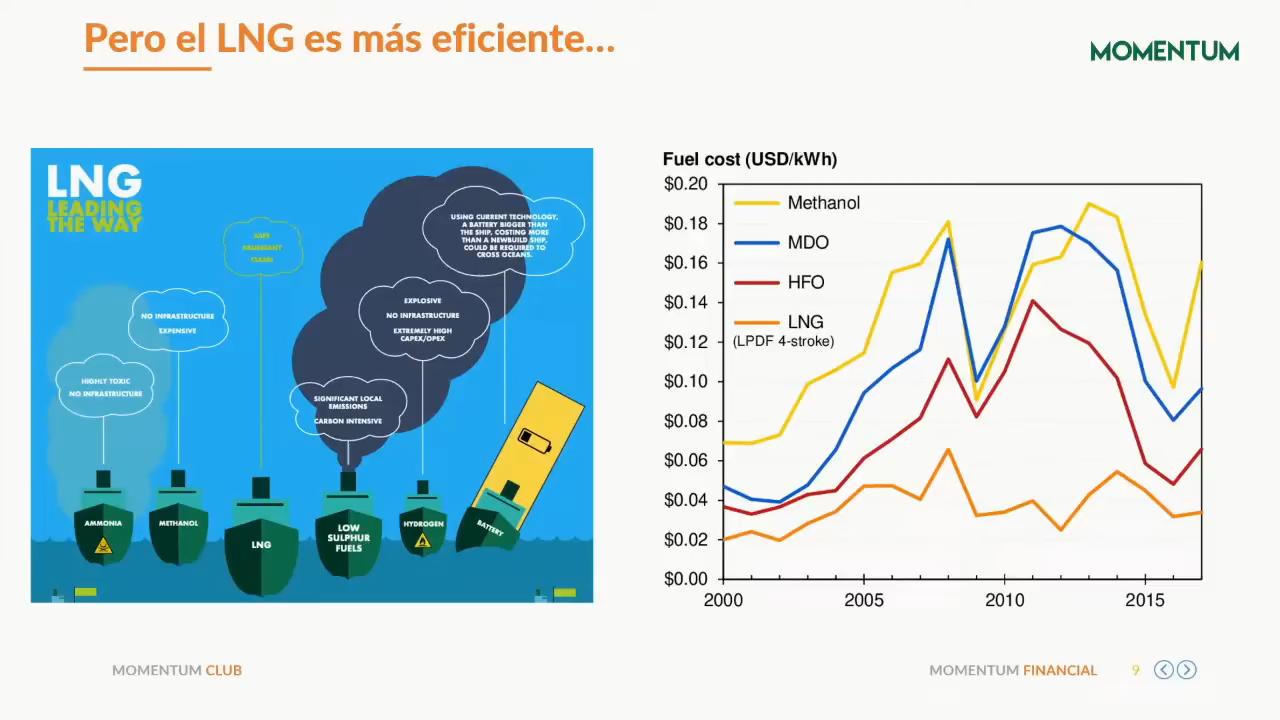 Pero el LNG es más eficiente...
MOMENTUM
LNG
LEADING
THE WAY
SAFE
ABUNDANT
CLEAN
USING CURRENT TECHNOLOGY,
A BATTERY BIGGER THAN
THE SHIP, COSTING MORE
THAN A NEWBUILD SHIP,
COULD BE REQUIRED TO
CROSS OCEANS.
NO INFRASTRUCTURE
EXPENSIVE
EXPLOSIVE
NO INFRASTRUCTURE
EXTREMELY HIGH
CAPEX/OPEX
HIGHLY TOXIC
NO INFRASTRUCTURE
SIGNIFICANT LOCAL
EMISSIONS
CARBON INTENSIVE
AMMONIA
METHANOL
LNG
LOW
SULPHUR
FUELS
HYDROGEN
BATTERY
Fuel cost (USD/kWh)
$0.20
$0.18
$0.16
$0.14
$0.12
$0.10
$0.08
$0.06
$0.04
$0.02
$0.00
Methanol
MDO
HFO
LNG
(LPDF 4-stroke)
2000
2005
2010
2015
MOMENTUM CLUB
MOMENTUM FINANCIAL
9